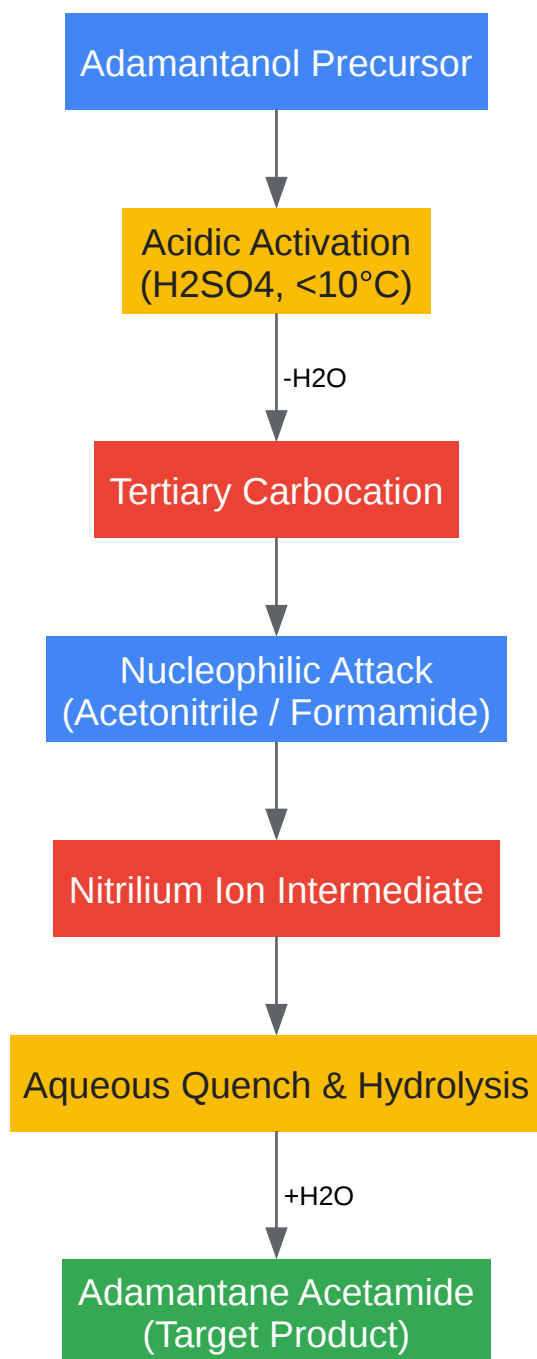 Adamantanol Precursor
Acidic Activation
(H2SO4, <10°C)
-H2O
Tertiary Carbocation
Nucleophilic Attack
(Acetonitrile / Formamide)
Nitrilium Ion Intermediate
Aqueous Quench & Hydrolysis
+H2O
Adamantane Acetamide
(Target Product)